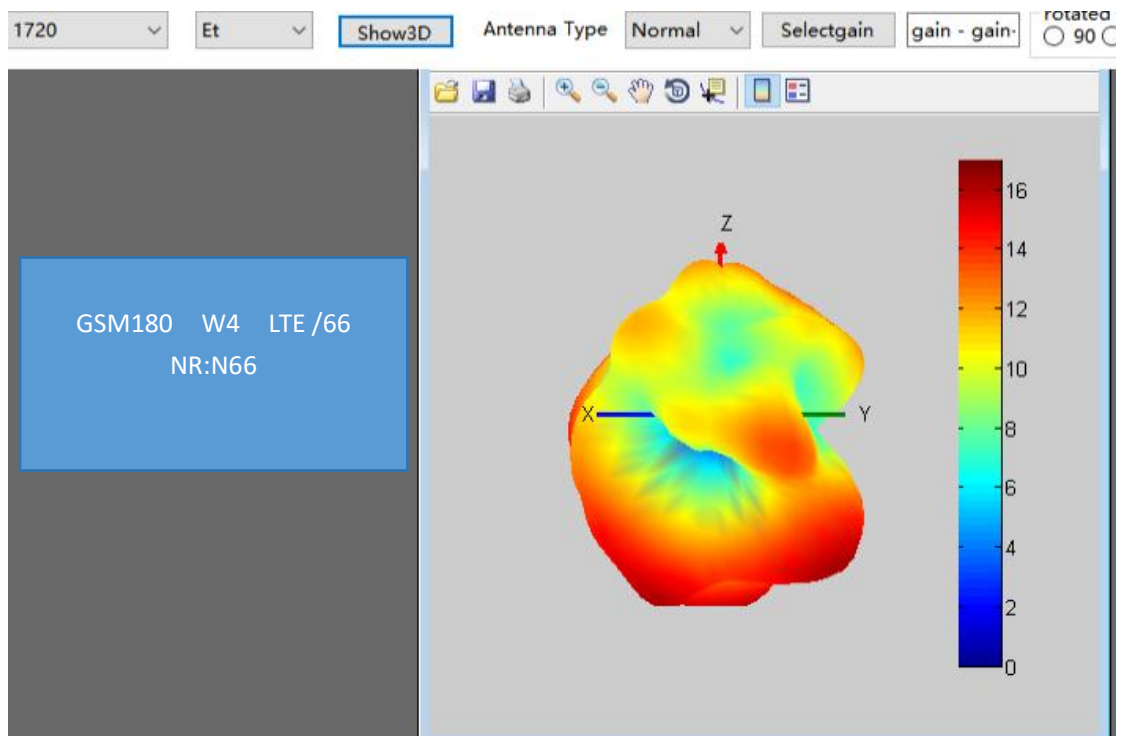 1720 Et Show3D Antenna Type Normal Selectgain gain - gain- rotated
90
GSM180 W4 LTE /66
NR:N66
Z
X
Y
16
14
12
10
8
6
4
2
0